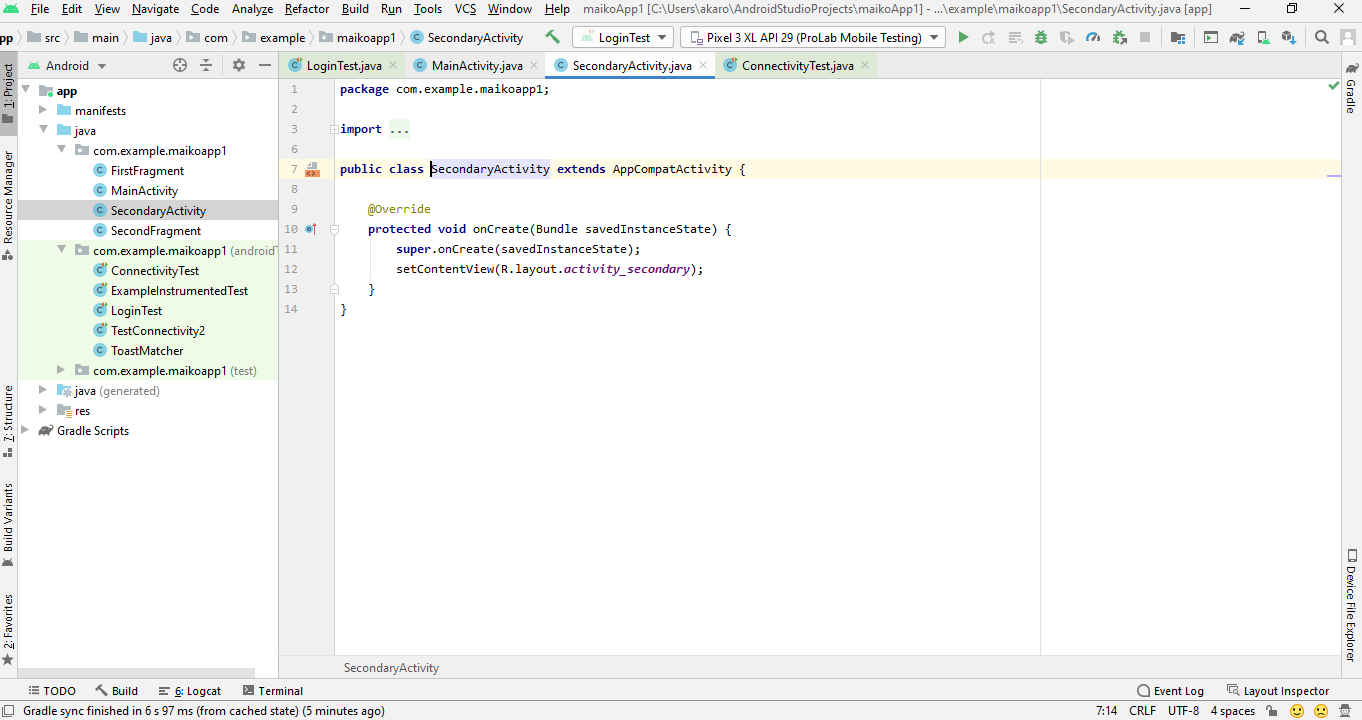 File Edit View Navigate Code Analyze Refactor Build Run Tools VCS Window Help maikoApp1 [C:\Users\akaro\AndroidStudioProjects\maikoApp1] - ...\example\maikoapp1\SecondaryActivity.java [app]
pp src main java com example maikoapp1 SecondaryActivity LoginTest Pixel 3 XL API 29 (ProLab Mobile Testing)
Android LoginTest.java MainActivity.java SecondaryActivity.java ConnectivityTest.java
1: Project
Resource Manager
7: Structure
Build Variants
2: Favorites
app
manifests
java
com.example.maikoapp1
FirstFragment
MainActivity
SecondaryActivity
SecondFragment
com.example.maikoapp1 (android
ConnectivityTest
ExampleInstrumentedTest
LoginTest
TestConnectivity2
ToastMatcher
com.example.maikoapp1 (test)
java (generated)
res
Gradle Scripts
1 package com.example.maikoapp1;
2
3 import ...
6
7 public class SecondaryActivity extends AppCompatActivity {
8
9 @Override
10 protected void onCreate(Bundle savedInstanceState) {
11 super.onCreate(savedInstanceState);
12 setContentView(R.layout.activity_secondary);
13 }
14 }
SecondaryActivity
Gradle
Device File Explorer
TODO Build 6: Logcat Terminal Event Log Layout Inspector
Gradle sync finished in 6 s 97 ms (from cached state) (5 minutes ago) 7:14 CRLF UTF-8 4 spaces